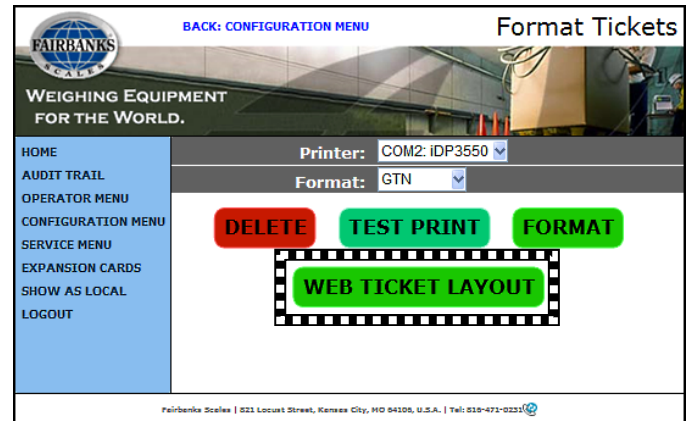 FAIRBANKS
SCALES
BACK: CONFIGURATION MENU
Format Tickets
WEIGHING EQUIPMENT
FOR THE WORLD.
HOME
AUDIT TRAIL
OPERATOR MENU
CONFIGURATION MENU
SERVICE MENU
EXPANSION CARDS
SHOW AS LOCAL
LOGOUT
Printer: COM2: iDP3550
Format: GTN
DELETE TEST PRINT FORMAT
WEB TICKET LAYOUT
Fairbanks Scales | 821 Locust Street, Kansas City, MO 64106, U.S.A. | Tel: 816-471-0231